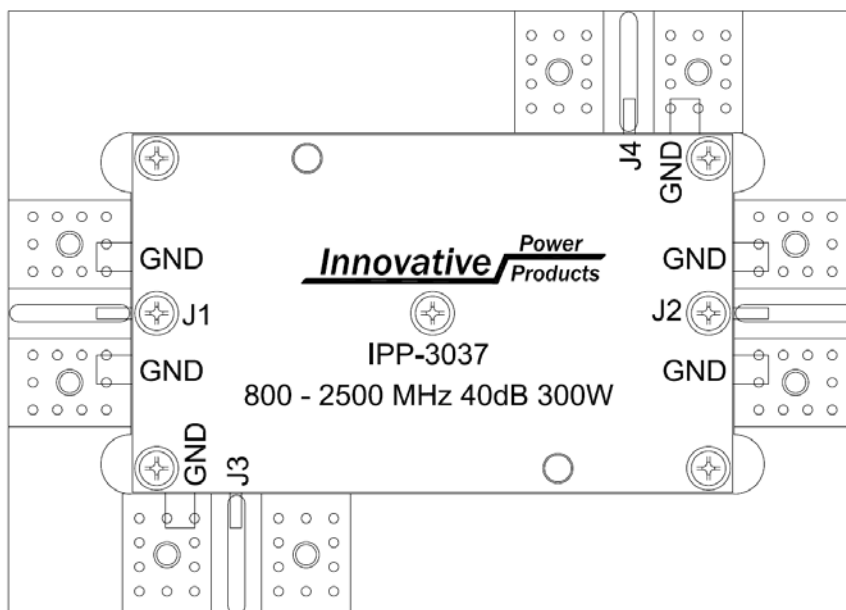 J4
GND
GND
GND
Innovative Power Products
J1
J2
IPP-3037
GND
GND
800 - 2500 MHz 40dB 300W
GND
J3